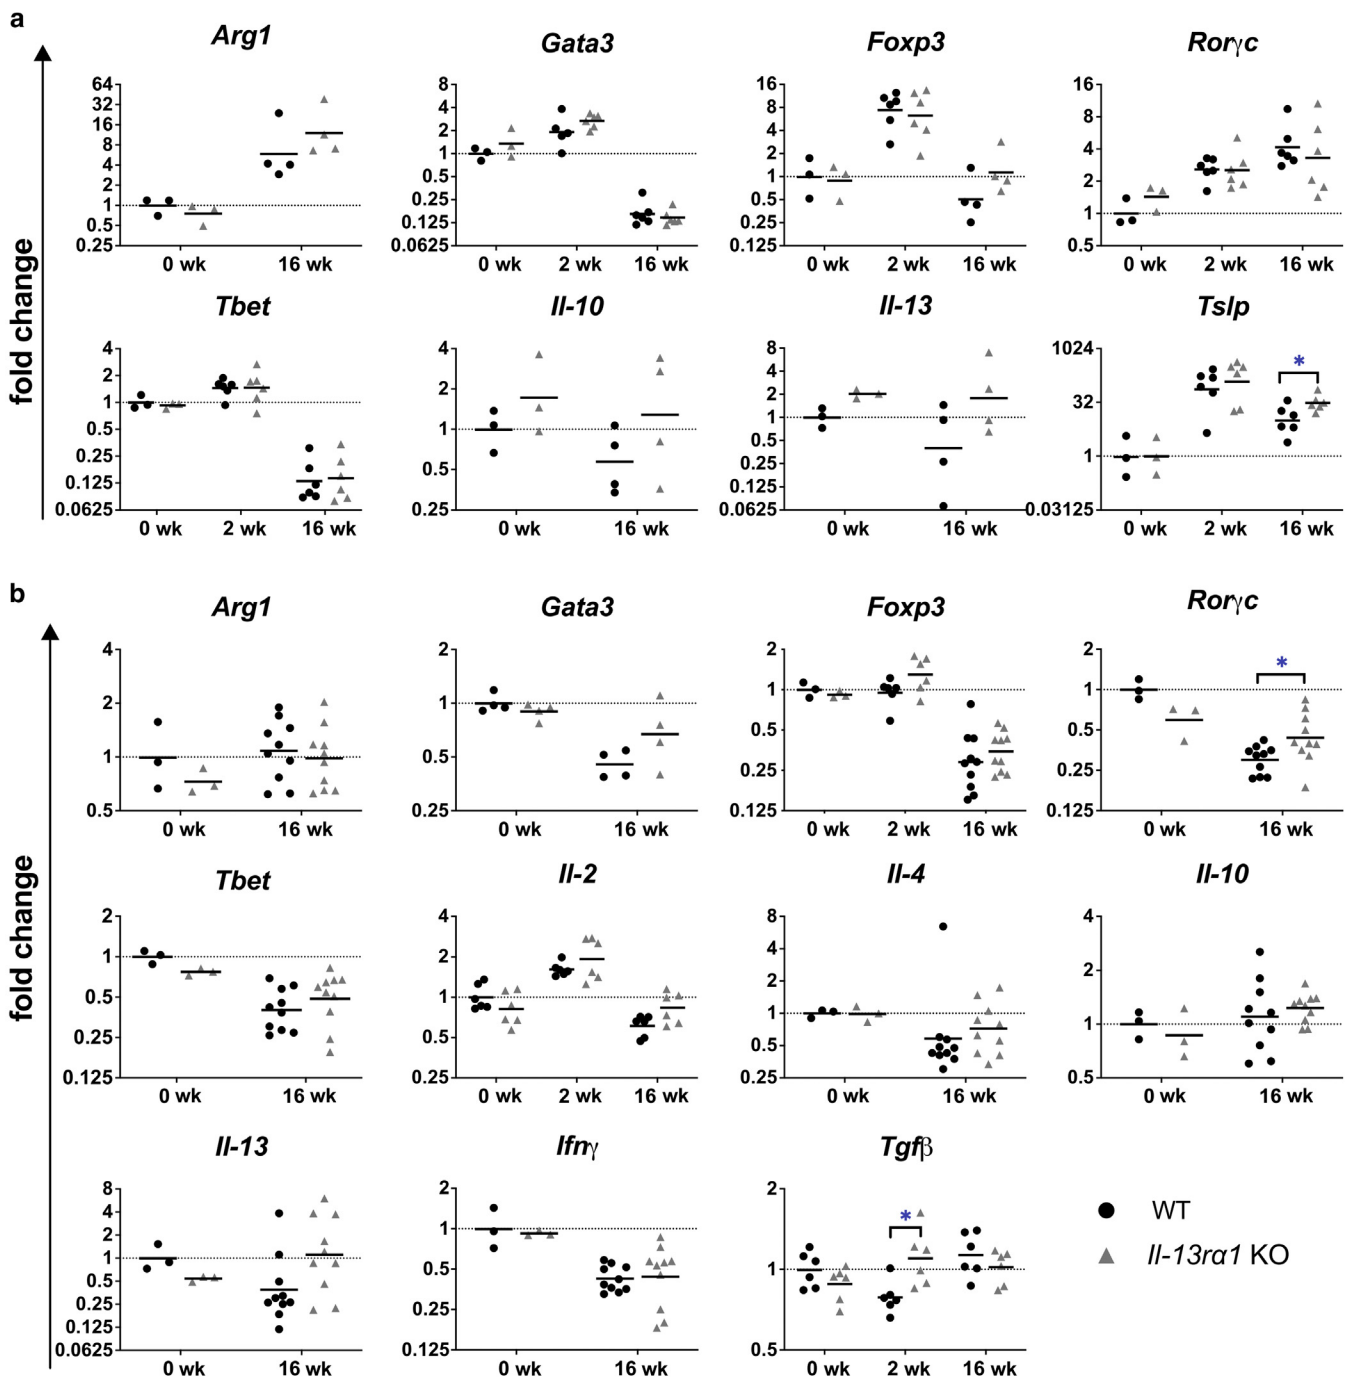 a
Arg1
Gata3
Foxp3
Rorγc
64
32
16
8
4
2
1
0.5
0.25
0 wk
16 wk
8
4
2
1
0.5
0.25
0.125
0.0625
0 wk
2 wk
16 wk
16
8
4
2
1
0.5
0.25
0.125
0 wk
2 wk
16 wk
16
8
4
2
1
0.5
0 wk
2 wk
16 wk
fold change
Tbet
Il-10
Il-13
Tslp
4
2
1
0.5
0.25
0.125
0.0625
0 wk
2 wk
16 wk
4
2
1
0.5
0.25
0 wk
16 wk
8
4
2
1
0.5
0.25
0.125
0.0625
0 wk
16 wk
1024
32
1
0.03125
*
0 wk
2 wk
16 wk
b
Arg1
Gata3
Foxp3
Rorγc
4
2
1
0.5
0 wk
16 wk
2
1
0.5
0.25
0 wk
16 wk
2
1
0.5
0.25
0.125
0 wk
2 wk
16 wk
2
1
0.5
0.25
0.125
*
0 wk
16 wk
fold change
Tbet
Il-2
Il-4
Il-10
2
1
0.5
0.25
0.125
0 wk
16 wk
4
2
1
0.5
0.25
0 wk
2 wk
16 wk
8
4
2
1
0.5
0.25
0 wk
16 wk
4
2
1
0.5
0 wk
16 wk
Il-13
Ifnγ
Tgfβ
8
4
2
1
0.5
0.25
0.125
0.0625
0 wk
16 wk
2
1
0.5
0.25
0.125
0 wk
16 wk
2
1
0.5
*
0 wk
2 wk
16 wk
WT
Il-13rα1 KO